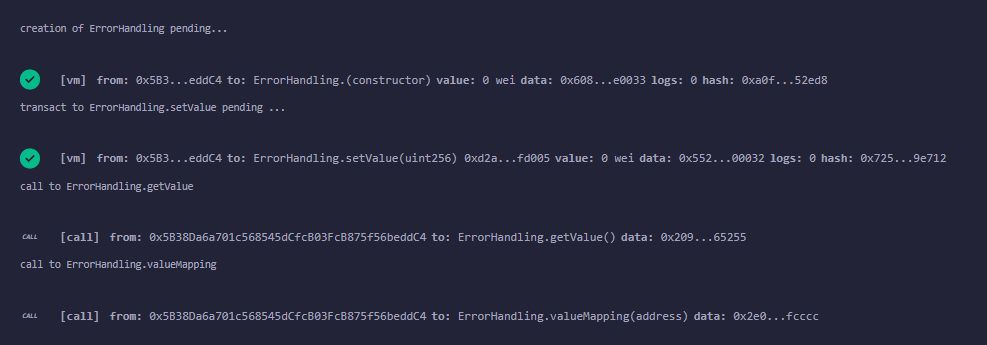 creation of ErrorHandling pending...
[vm] from: 0x5B3...eddC4 to: ErrorHandling.(constructor) value: 0 wei data: 0x608...e0033 logs: 0 hash: 0xa0f...52ed8
transact to ErrorHandling.setValue pending ...
[vm] from: 0x5B3...eddC4 to: ErrorHandling.setValue(uint256) 0xd2a...fd005 value: 0 wei data: 0x552...00032 logs: 0 hash: 0x725...9e712
call to ErrorHandling.getValue
CALL [call] from: 0x5B38Da6a701c568545dCfcB03FcB875f56beddC4 to: ErrorHandling.getValue() data: 0x209...65255
call to ErrorHandling.valueMapping
CALL [call] from: 0x5B38Da6a701c568545dCfcB03FcB875f56beddC4 to: ErrorHandling.valueMapping(address) data: 0x2e0...fcccc